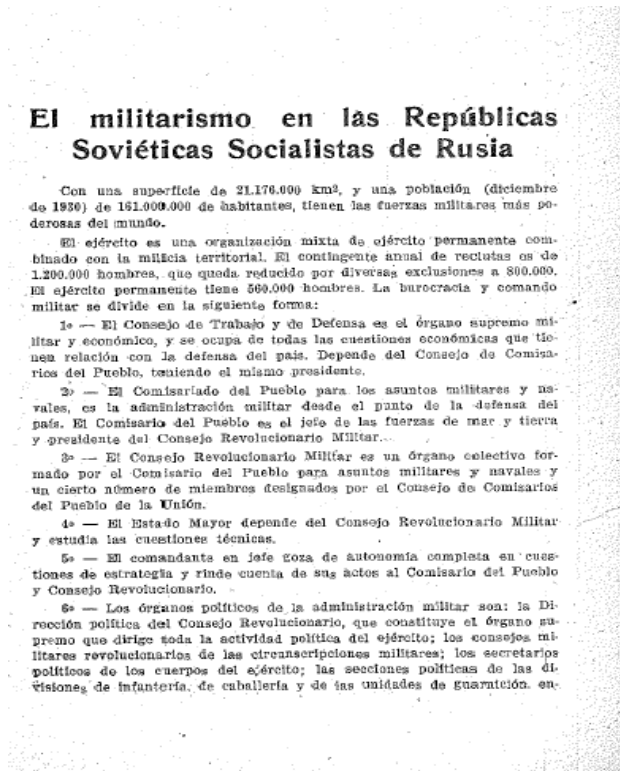 El militarismo en las Repúblicas
Soviéticas Socialistas de Rusia
Con una superficie de 21.176.000 km², y una población (diciembre
de 1930) de 161.000.000 de habitantes, tienen las fuerzas militares más po-
derosas del mundo.
El ejército es una organización mixta de ejército permanente com-
binado con la milicia territorial. El contingente anual de reclutas es de
1.200.000 hombres, que queda reducido por diversas exclusiones a 800.000.
El ejército permanente tiene 560.000 hombres. La burocracia y comando
militar se divide en la siguiente forma:
1º — El Consejo de Trabajo y de Defensa es el órgano supremo mi-
litar y económico, y se ocupa de todas las cuestiones económicas que tie-
nen relación con la defensa del país. Depende del Consejo de Comisa-
rios del Pueblo, teniendo el mismo presidente.
2º — El Comisariado del Pueblo para los asuntos militares y na-
vales, es la administración militar desde el punto de la defensa del
país. El Comisario del Pueblo es el jefe de las fuerzas de mar y tierra
y presidente del Consejo Revolucionario Militar.
3º — El Consejo Revolucionario Militar es un órgano colectivo for-
mado por el Comisario del Pueblo para asuntos militares y navales y
un cierto número de miembros designados por el Consejo de Comisarios
del Pueblo de la Unión.
4º — El Estado Mayor depende del Consejo Revolucionario Militar
y estudia las cuestiones técnicas.
5º — El comandante en jefe goza de autonomía completa en cues-
tiones de estrategia y rinde cuenta de sus actos al Comisario del Pueblo
y Consejo Revolucionario.
6º — Los órganos políticos de la administración militar son: la Di-
rección política del Consejo Revolucionario, que constituye el órgano su-
premo que dirige toda la actividad política del ejército; los consejos mi-
litares revolucionarios de las circunscripciones militares; los secretarios
políticos de los cuerpos del ejército; las secciones políticas de las di-
visiones de infantería, de caballería y de las unidades de guarnición, en-